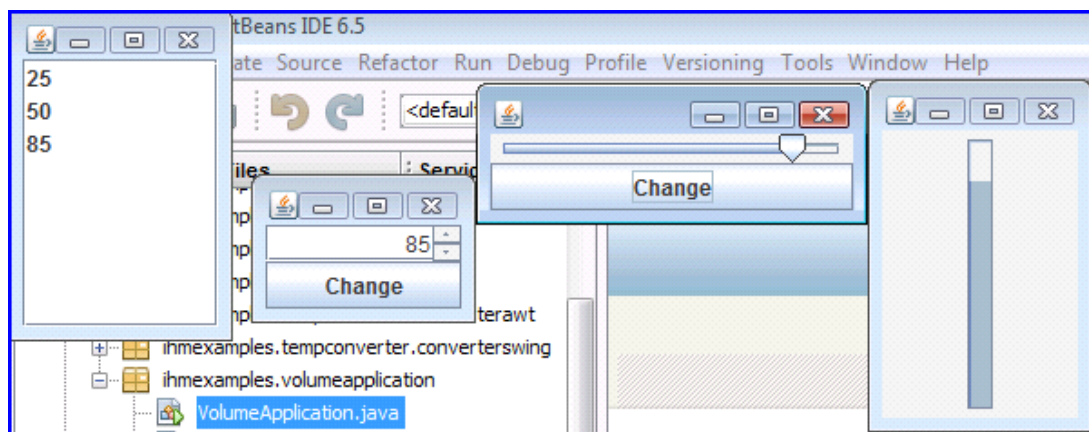 tBeans IDE 6.5
ate Source Refactor Run Debug Profile Versioning Tools Window Help
25
50
85
<defaul
iles
Servic
Change
85
Change
terawt
ihmexamples.tempconverter.converterswing
ihmexamples.volumeapplication
VolumeApplication.java